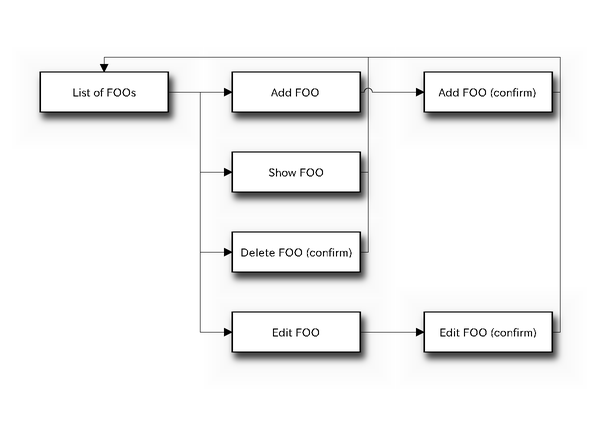 List of FOOs
Add FOO
Add FOO (confirm)
Show FOO
Delete FOO (confirm)
Edit FOO
Edit FOO (confirm)